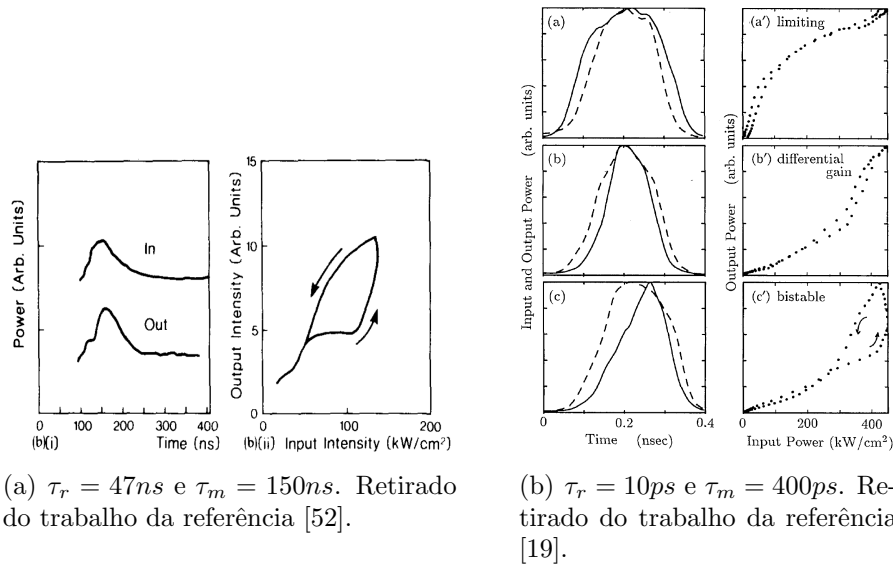 15
10
5
0
Power (Arb. Units)
In
Out
Output Intensity (Arb. Units)
0 100 200 300 400
(b)(i) Time (ns)
0 100 200
(b)(ii) Input Intensity (kW/cm²)
(a) τr = 47ns e τm = 150ns. Retirado
do trabalho da referência [52].
(a)
(a′) limiting
(b)
(b′) differential
gain
(c)
(c′) bistable
Input and Output Power (arb. units)
Output Power (arb. units)
0 0.2 0.4
Time (nsec)
0 200 400
Input Power (kW/cm²)
(b) τr = 10ps e τm = 400ps. Re-
tirado do trabalho da referência
[19].